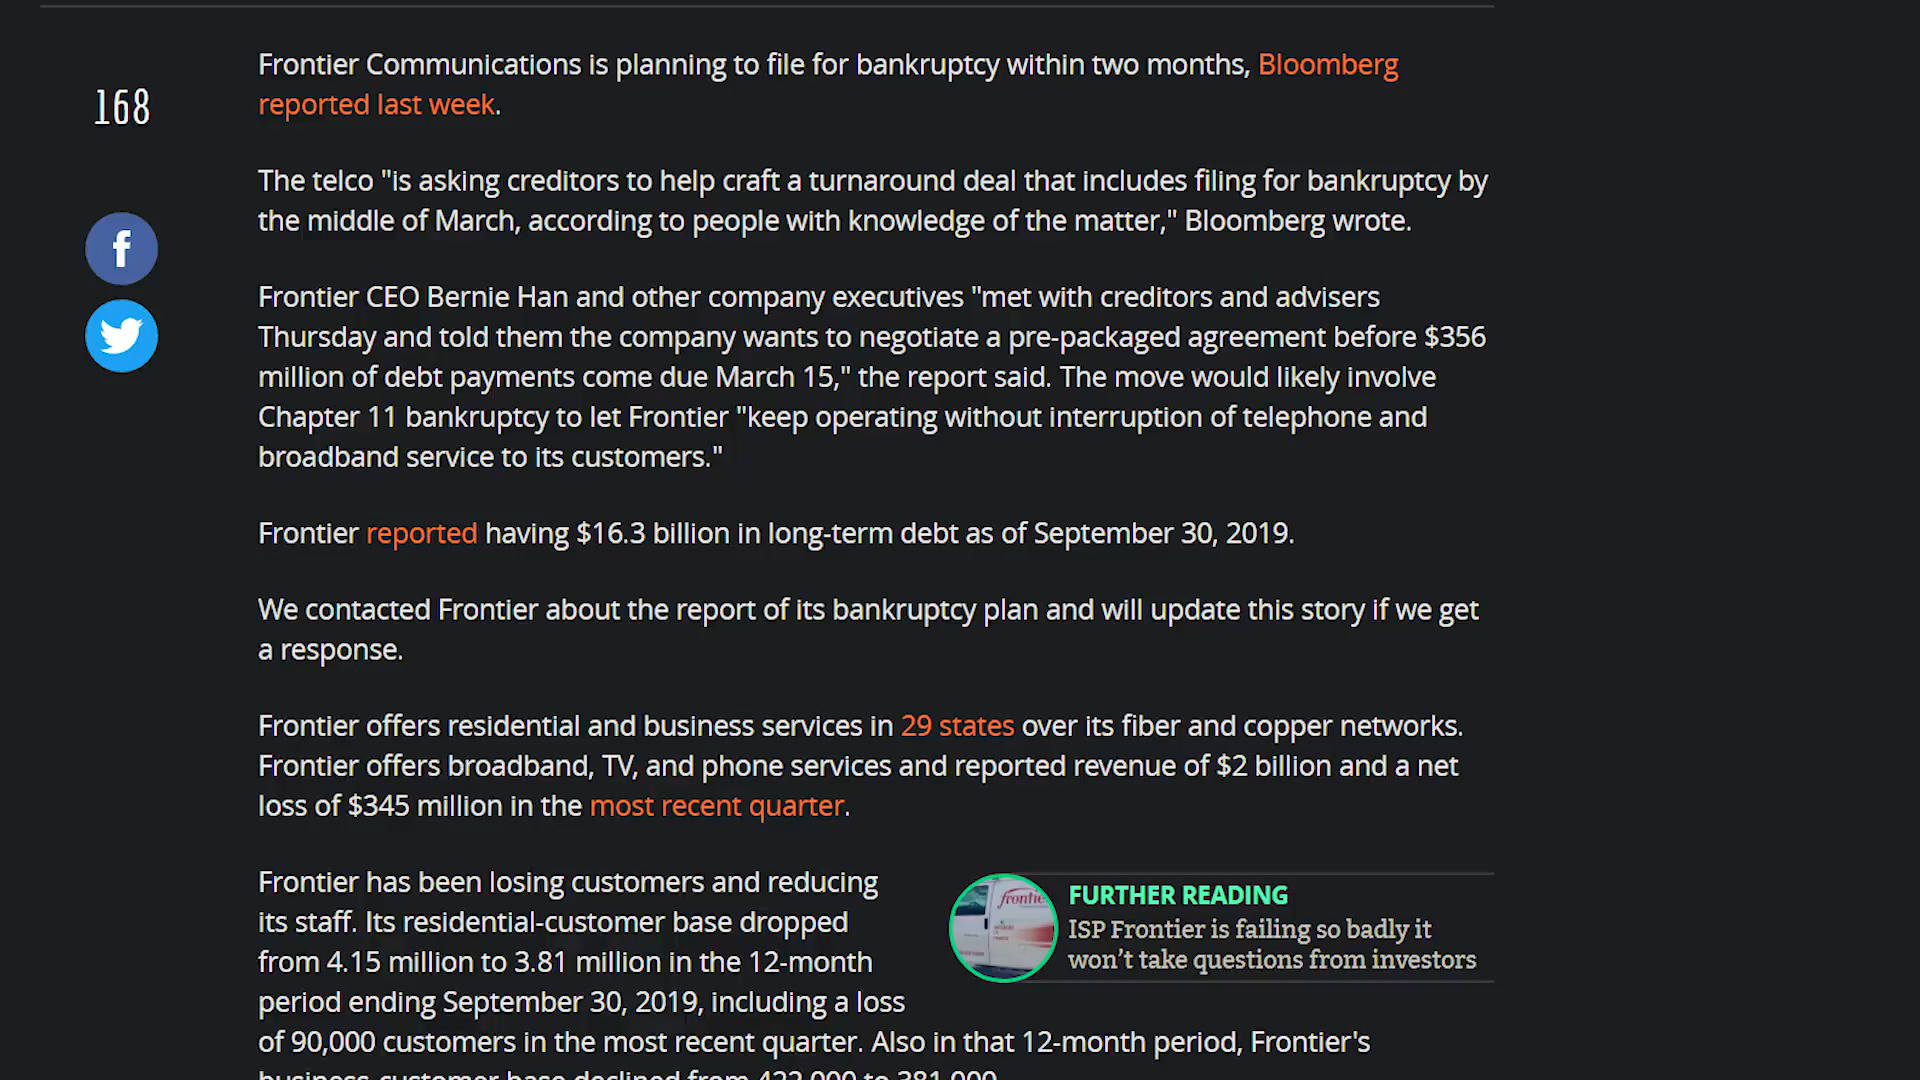 Frontier Communications is planning to file for bankruptcy within two months, Bloomberg
reported last week.
168
The telco "is asking creditors to help craft a turnaround deal that includes filing for bankruptcy by
the middle of March, according to people with knowledge of the matter," Bloomberg wrote.
Frontier CEO Bernie Han and other company executives "met with creditors and advisers
Thursday and told them the company wants to negotiate a pre-packaged agreement before $356
million of debt payments come due March 15," the report said. The move would likely involve
Chapter 11 bankruptcy to let Frontier "keep operating without interruption of telephone and
broadband service to its customers."
Frontier reported having $16.3 billion in long-term debt as of September 30, 2019.
We contacted Frontier about the report of its bankruptcy plan and will update this story if we get
a response.
Frontier offers residential and business services in 29 states over its fiber and copper networks.
Frontier offers broadband, TV, and phone services and reported revenue of $2 billion and a net
loss of $345 million in the most recent quarter.
Frontier has been losing customers and reducing
its staff. Its residential-customer base dropped
from 4.15 million to 3.81 million in the 12-month
period ending September 30, 2019, including a loss
of 90,000 customers in the most recent quarter. Also in that 12-month period, Frontier's
business-customer base declined from 422,000 to 381,000.
FURTHER READING
ISP Frontier is failing so badly it
won't take questions from investors